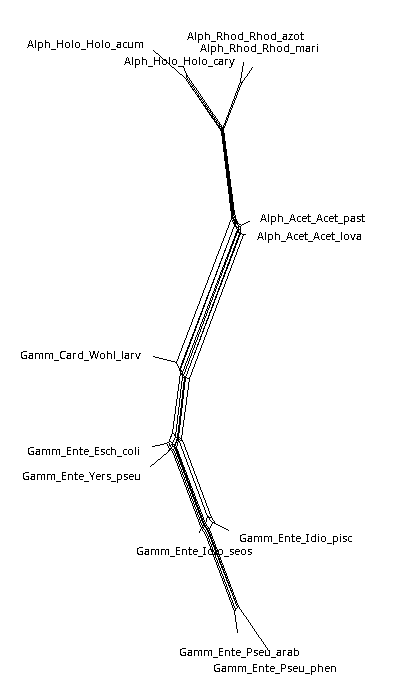 Alph_Rhod_Rhod_azot
Alph_Holo_Holo_acum
Alph_Rhod_Rhod_mari
Alph_Holo_Holo_cary
Alph_Acet_Acet_past
Alph_Acet_Acet_lova
Gamm_Card_Wohl_larv
Gamm_Ente_Esch_coli
Gamm_Ente_Yers_pseu
Gamm_Ente_Idio_pisc
Gamm_Ente_Idio_seos
Gamm_Ente_Pseu_arab
Gamm_Ente_Pseu_phen